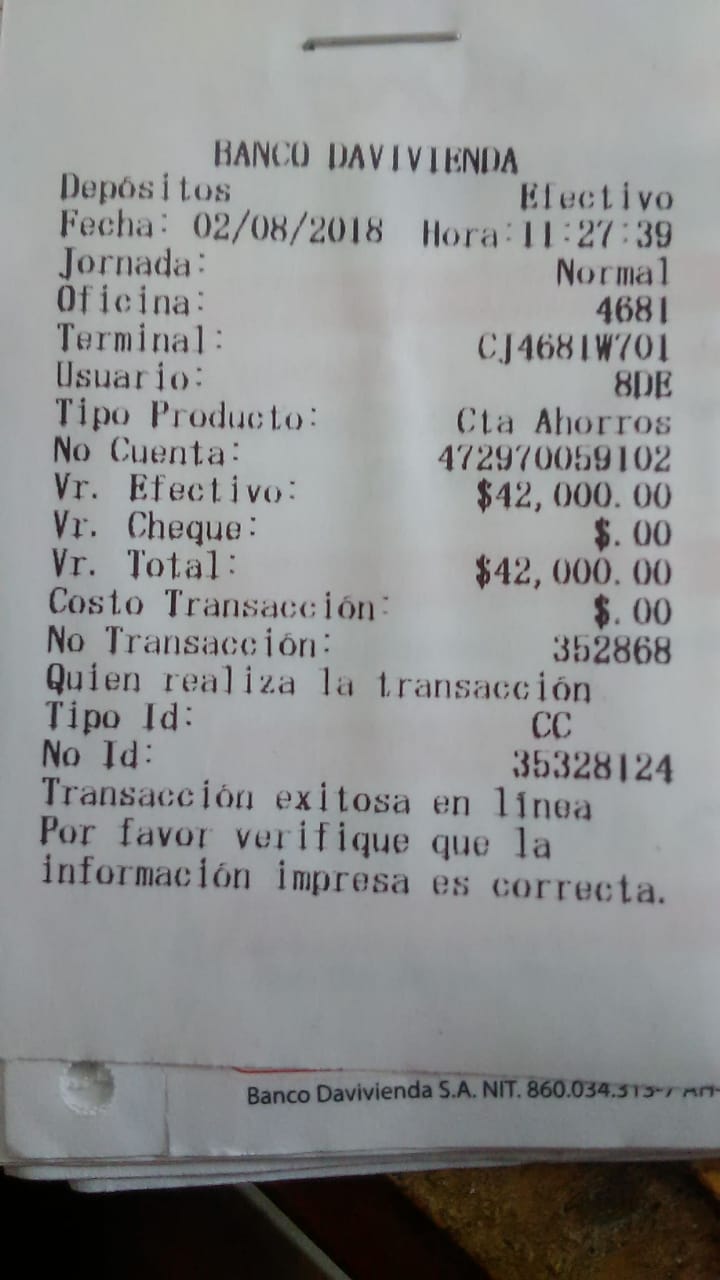 BANCO DAVIVIENDA
Depósitos Efectivo
Fecha: 02/08/2018 Hora:11:27:39
Jornada: Normal
Oficina: 4681
Terminal: CJ4681W701
Usuario: 8DE
Tipo Producto: Cta Ahorros
No Cuenta: 472970059102
Vr. Efectivo: $42,000.00
Vr. Cheque: $.00
Vr. Total: $42,000.00
Costo Transacción: $.00
No Transacción: 352868
Quien realiza la transacción
Tipo Id: CC
No Id: 35328124
Transacción exitosa en línea
Por favor verifique que la
información impresa es correcta.
Banco Davivienda S.A. NIT.